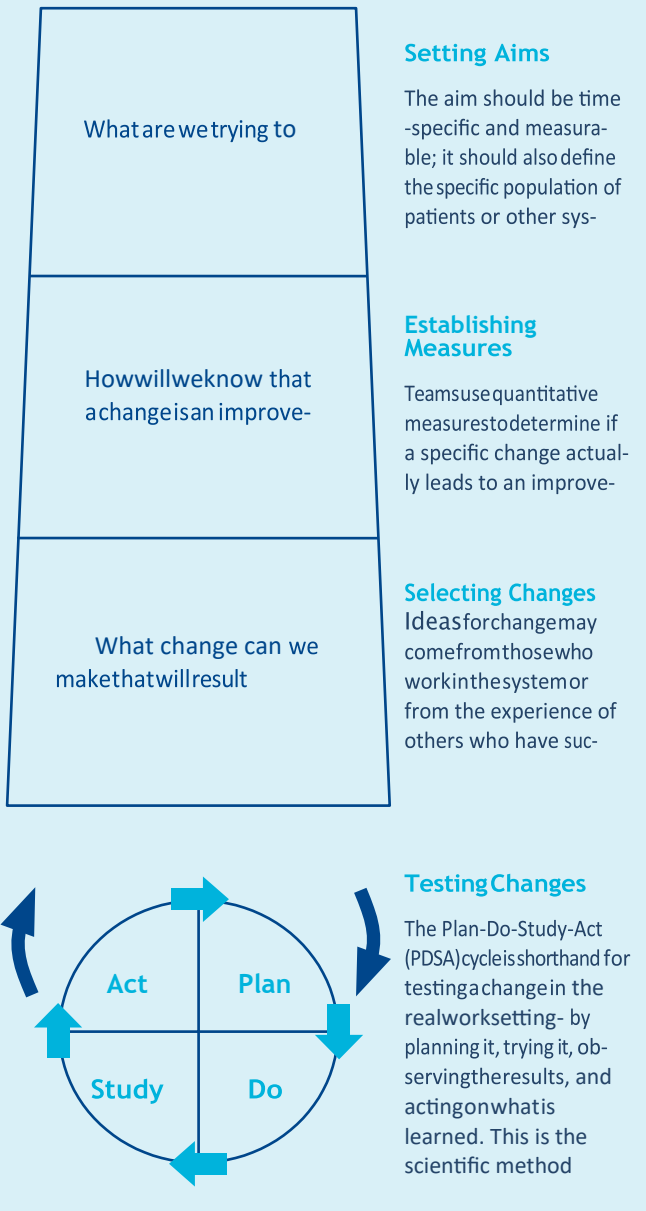 What are we trying to
Setting Aims
The aim should be time
-specific and measura-
ble; it should also define
the specific population of
patients or other sys-
How will we know that
a change is an improve-
Establishing
Measures
Teams use quantitative
measures to determine if
a specific change actual-
ly leads to an improve-
What change can we
make that will result
Selecting Changes
Ideas for change may
come from those who
work in the system or
from the experience of
others who have suc-
Act
Plan
Study
Do
Testing Changes
The Plan-Do-Study-Act
(PDSA) cycle is shorthand for
testing a change in the
real work setting- by
planning it, trying it, ob-
serving the results, and
acting on what is
learned. This is the
scientific method